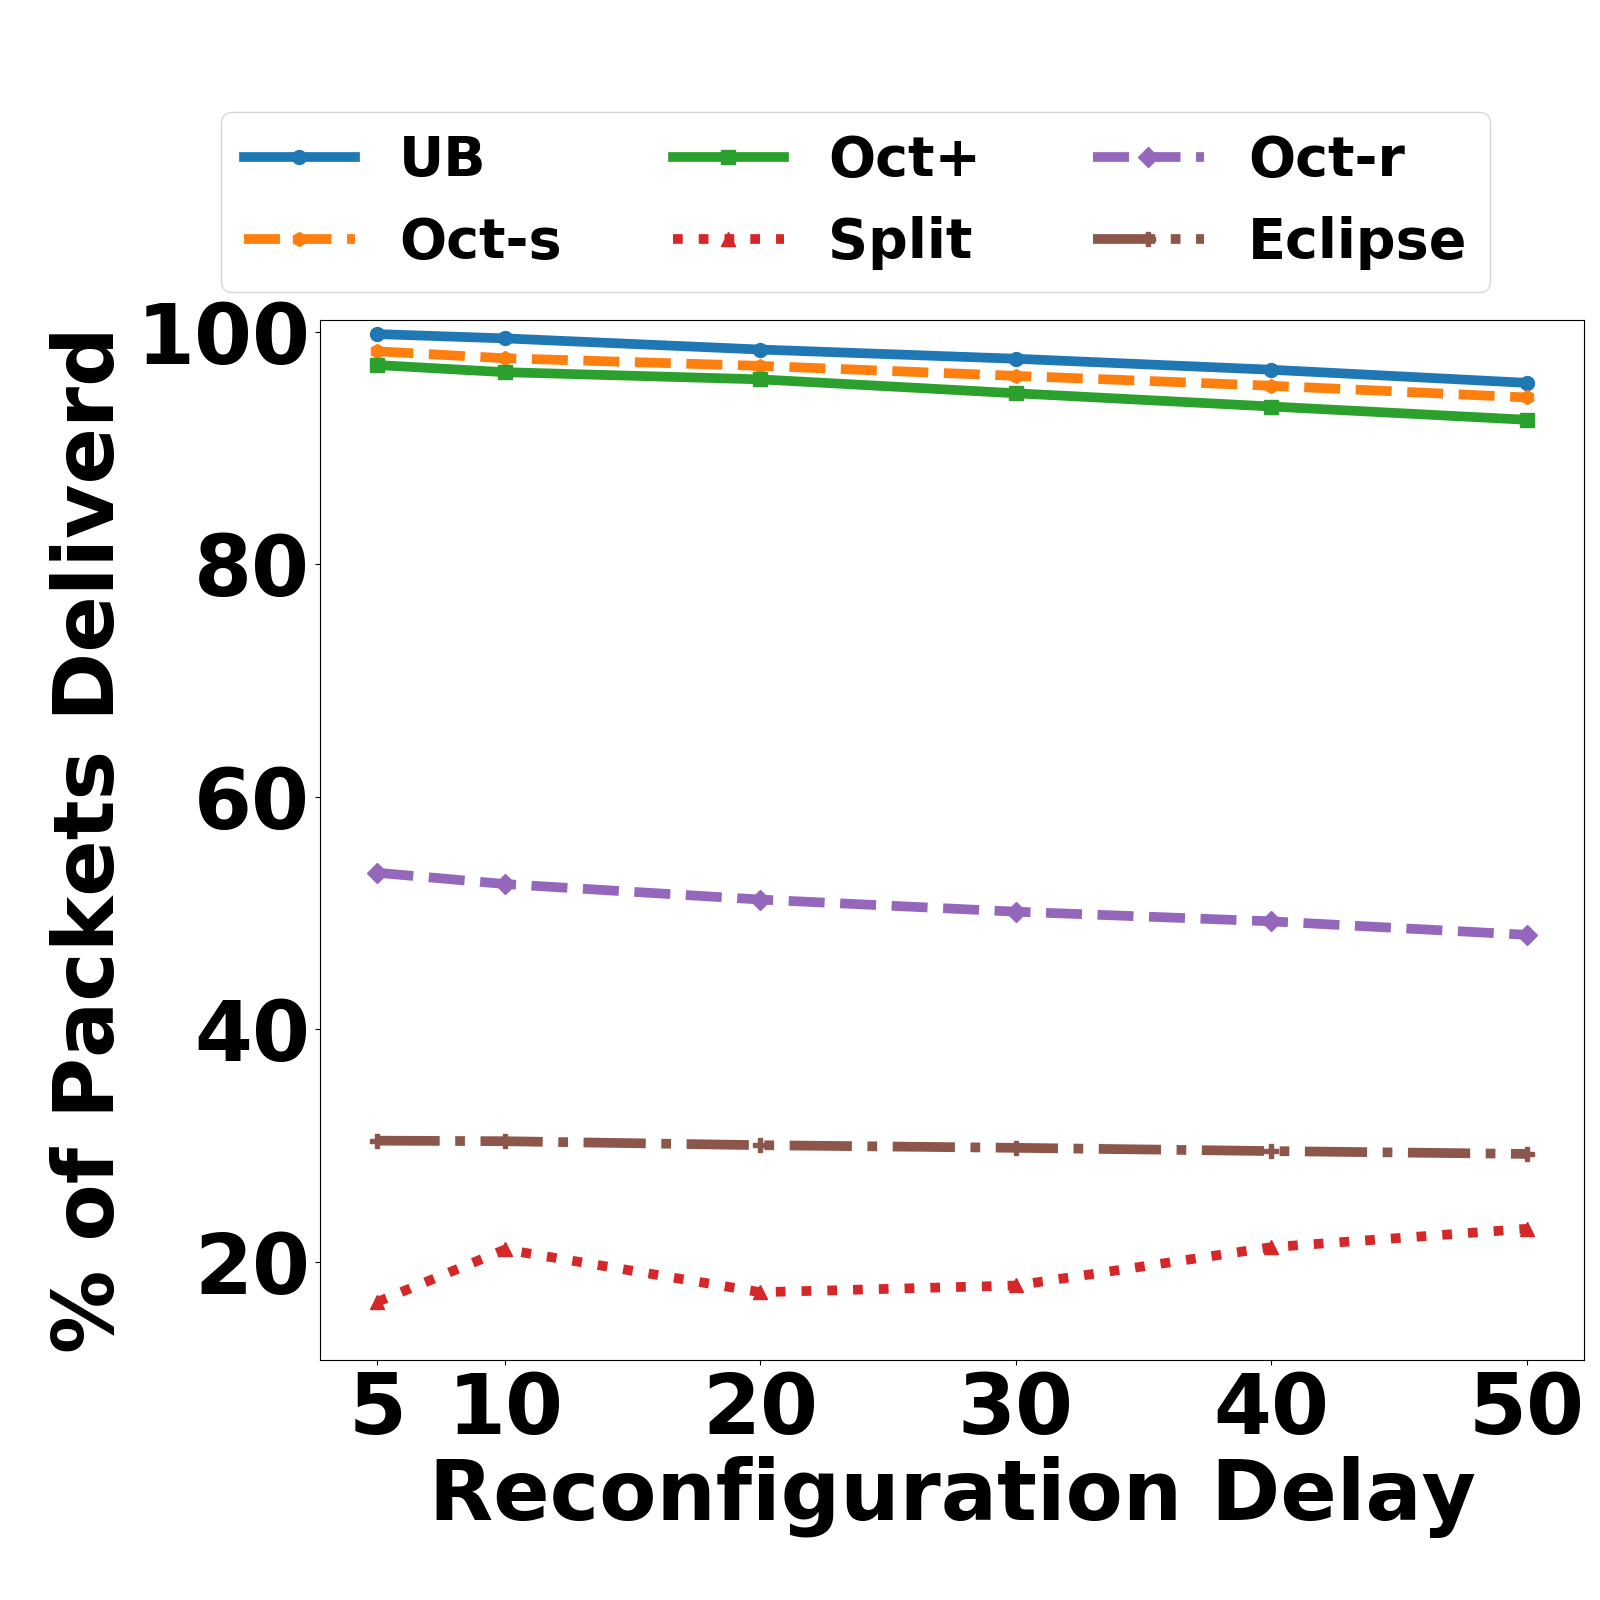 UB Oct+ Oct-r
Oct-s Split Eclipse
% of Packets Deliverd
100
80
60
40
20
5 10 20 30 40 50
Reconfiguration Delay